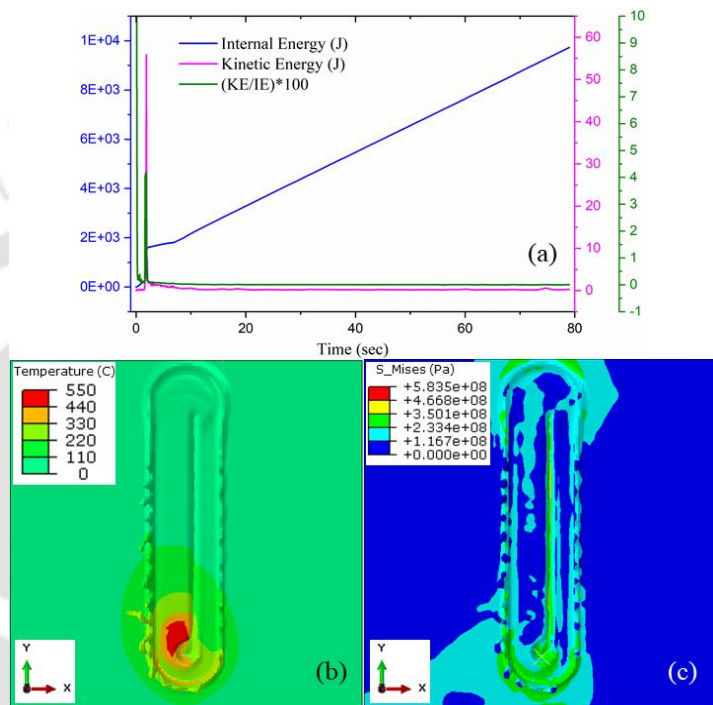 Internal Energy (J)
Kinetic Energy (J)
(KE/IE)*100
1E+04
8E+03
6E+03
4E+03
2E+03
0E+00
60
50
40
30
20
10
0
10
9
8
7
6
5
4
3
2
1
0
-1
(a)
0 20 40 60 80
Time (sec)
Temperature (C)
550
440
330
220
110
0
Y
X
(b)
S_Mises (Pa)
+5.835e+08
+4.668e+08
+3.501e+08
+2.334e+08
+1.167e+08
+0.000e+00
Y
X
(c)